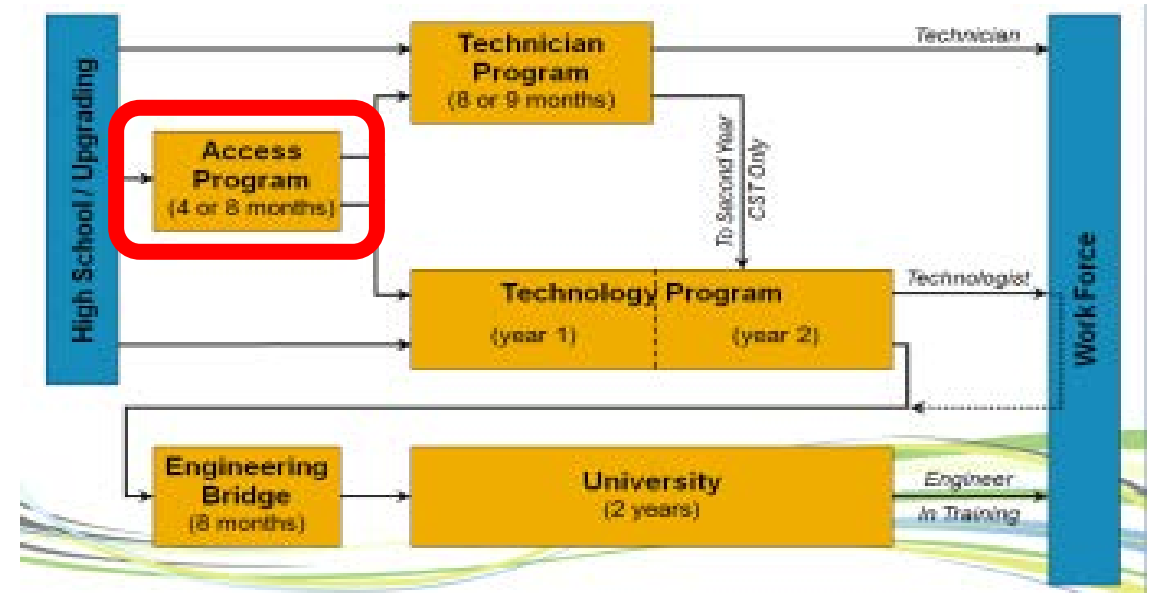 High School / Upgrading
Access
Program
(4 or 8 months)
Technician
Program
(8 or 9 months)
Technician
To Second Year
CST Only
Technology Program
(year 1)
(year 2)
Technologist
Work Force
Engineering
Bridge
(8 months)
University
(2 years)
Engineer
In Training